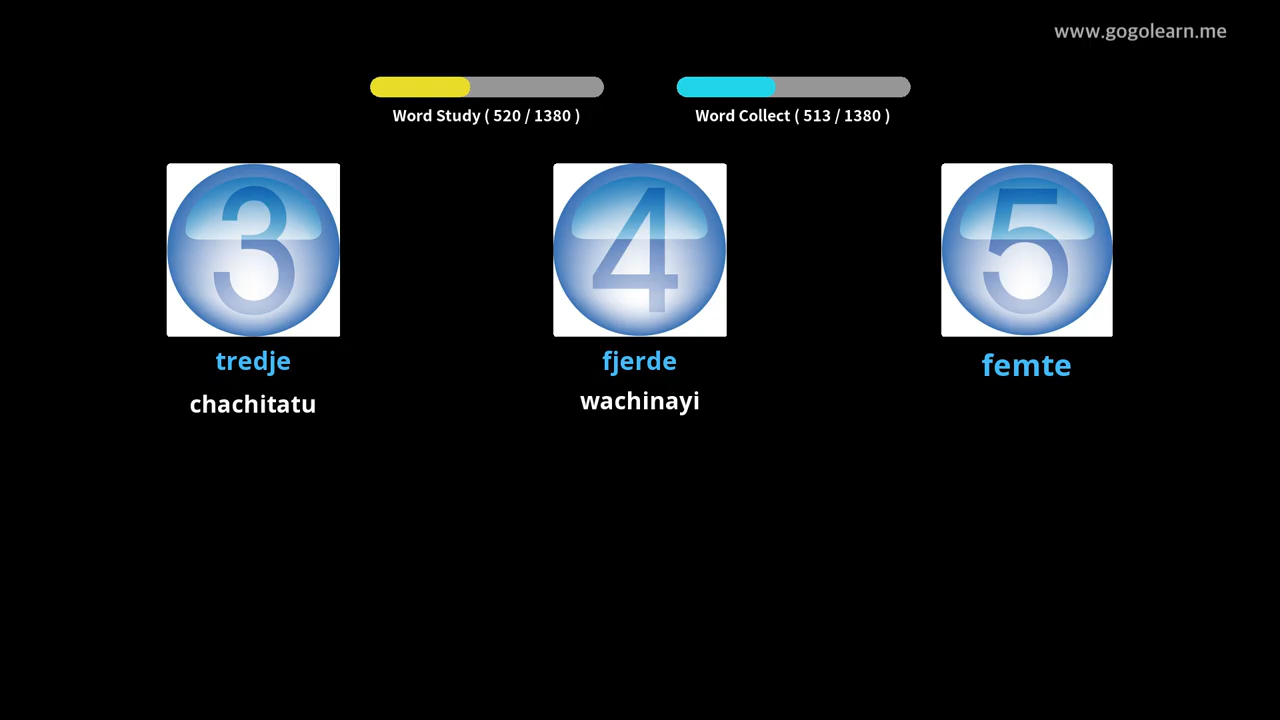 www.gogolearn.me
Word Study ( 520 / 1380 )
Word Collect ( 513 / 1380 )
3
4
5
tredje
fjerde
femte
chachitatu
wachinayi